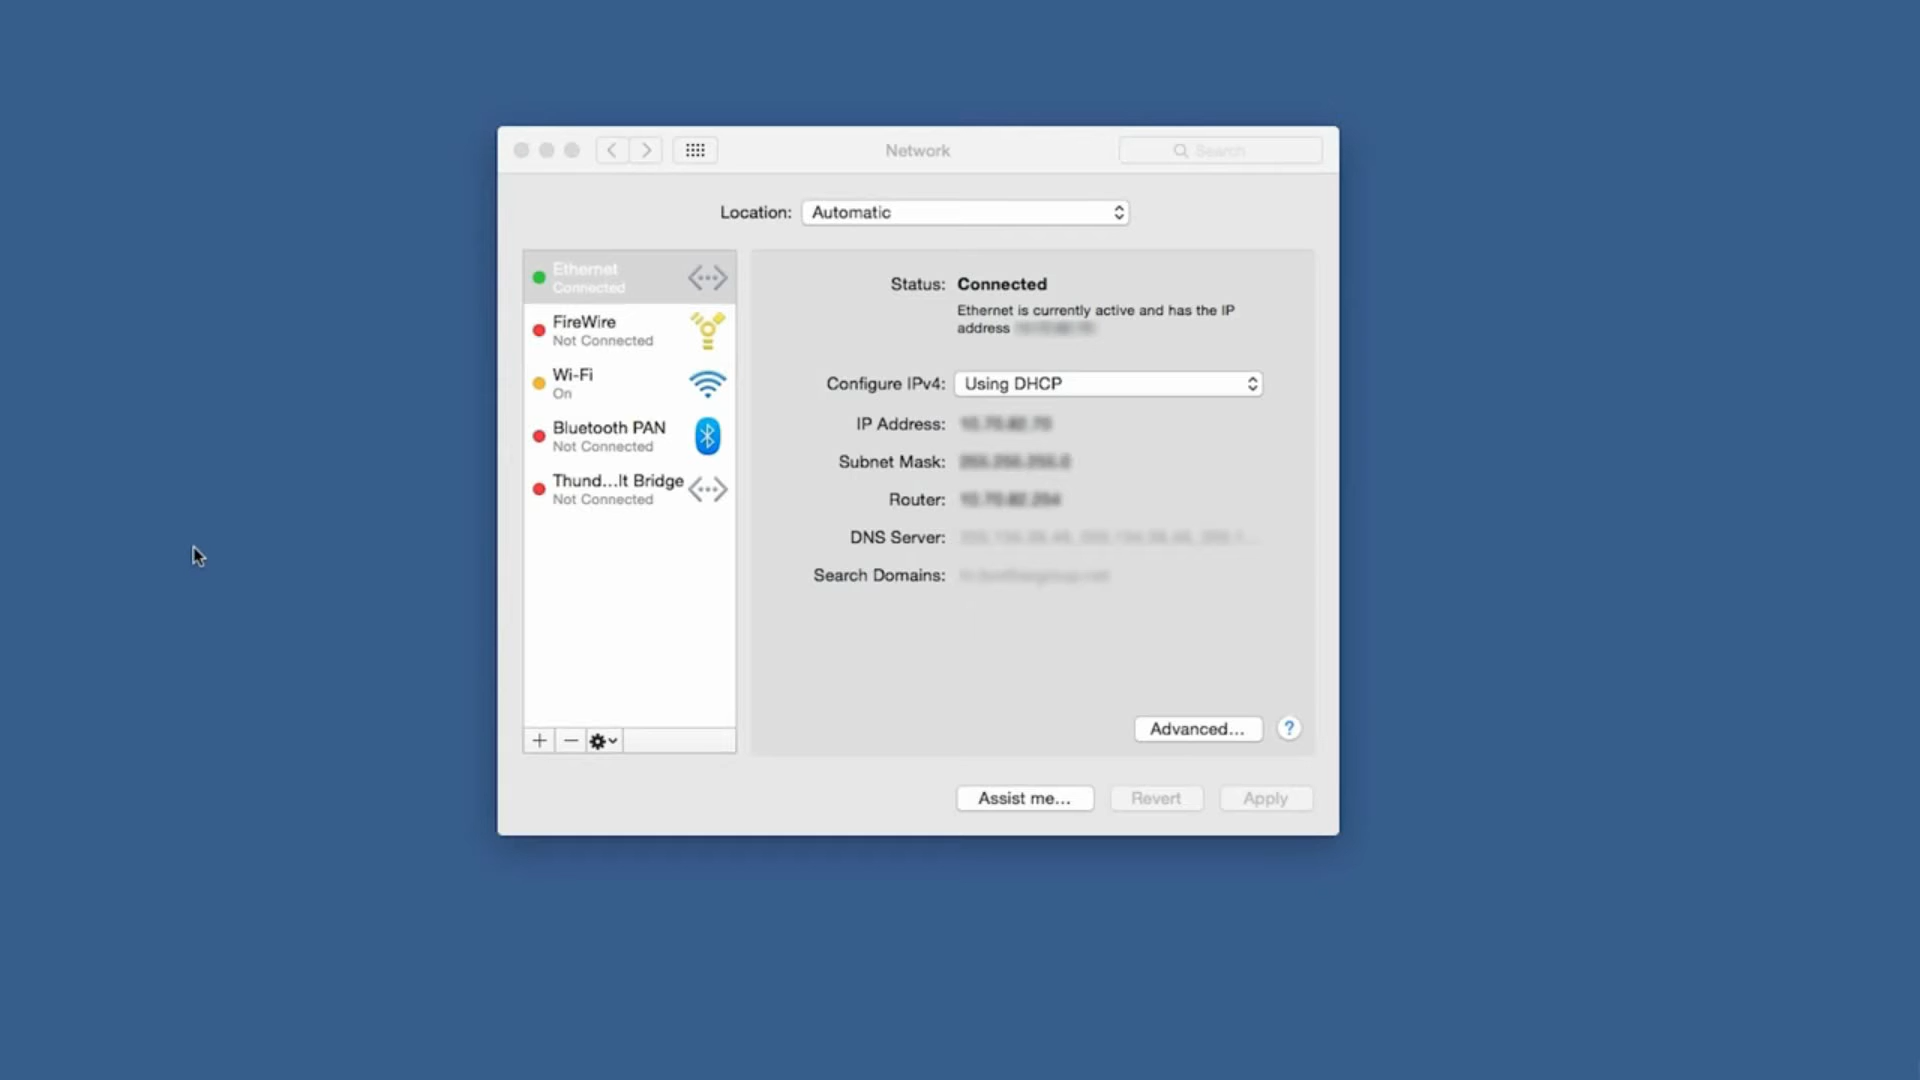 Network
Search
Location: Automatic
Ethernet
Connected
FireWire
Not Connected
Wi-Fi
On
Bluetooth PAN
Not Connected
Thund...lt Bridge
Not Connected
Status: Connected
Ethernet is currently active and has the IP
address
Configure IPv4: Using DHCP
IP Address:
Subnet Mask:
Router:
DNS Server:
Search Domains:
Advanced...
?
Assist me...
Revert
Apply